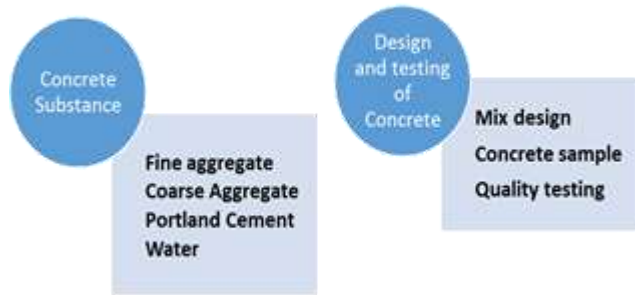 Concrete
Substance
Fine aggregate
Coarse Aggregate
Portland Cement
Water
Design
and testing
of
Concrete
Mix design
Concrete sample
Quality testing